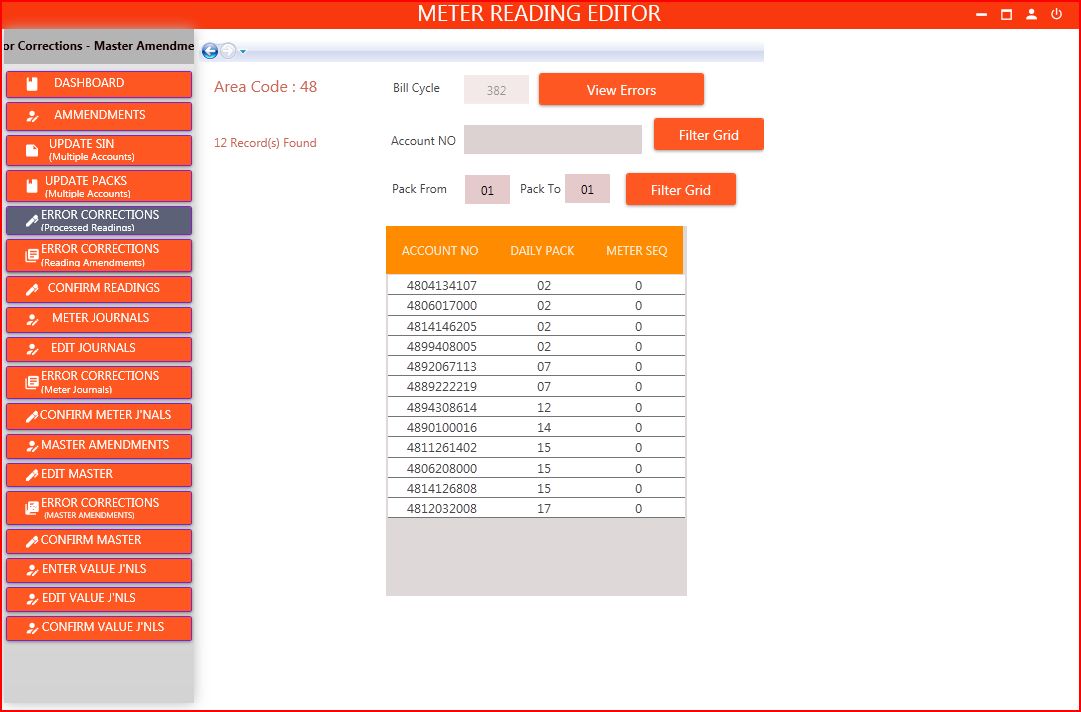 METER READING EDITOR
or Corrections - Master Amendme
DASHBOARD
AMMENDMENTS
UPDATE SIN
(Multiple Accounts)
UPDATE PACKS
(Multiple Accounts)
ERROR CORRECTIONS
(Processed Readings)
ERROR CORRECTIONS
(Reading Amendments)
CONFIRM READINGS
METER JOURNALS
EDIT JOURNALS
ERROR CORRECTIONS
(Meter Journals)
CONFIRM METER J'NALS
MASTER AMENDMENTS
EDIT MASTER
ERROR CORRECTIONS
(MASTER AMENDMENTS)
CONFIRM MASTER
ENTER VALUE J'NLS
EDIT VALUE J'NLS
CONFIRM VALUE J'NLS
Area Code : 48
Bill Cycle 382 View Errors
12 Record(s) Found
Account NO Filter Grid
Pack From 01 Pack To 01 Filter Grid
ACCOUNT NO DAILY PACK METER SEQ
4804134107 02 0
4806017000 02 0
4814146205 02 0
4899408005 02 0
4892067113 07 0
4889222219 07 0
4894308614 12 0
4890100016 14 0
4811261402 15 0
4806208000 15 0
4814126808 15 0
4812032008 17 0